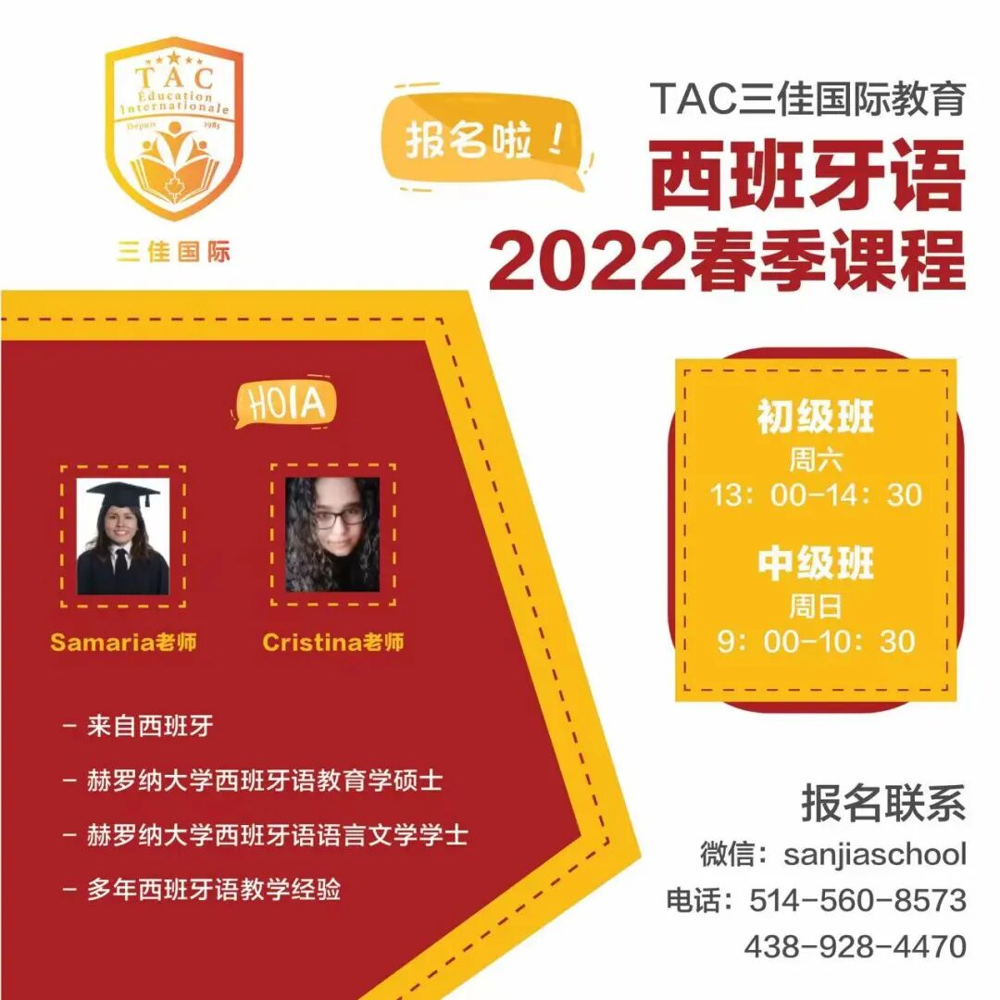 TAC
Éducation
Internationale
Depuis 1985
三佳国际
报名啦！
TAC三佳国际教育
西班牙语
2022春季课程
HOlA
Samaria老师
Cristina老师
- 来自西班牙
- 赫罗纳大学西班牙语教育学硕士
- 赫罗纳大学西班牙语语言文学学士
- 多年西班牙语教学经验
初级班
周六
13：00-14：30
中级班
周日
9：00-10：30
报名联系
微信：sanjiaschool
电话：514-560-8573
438-928-4470